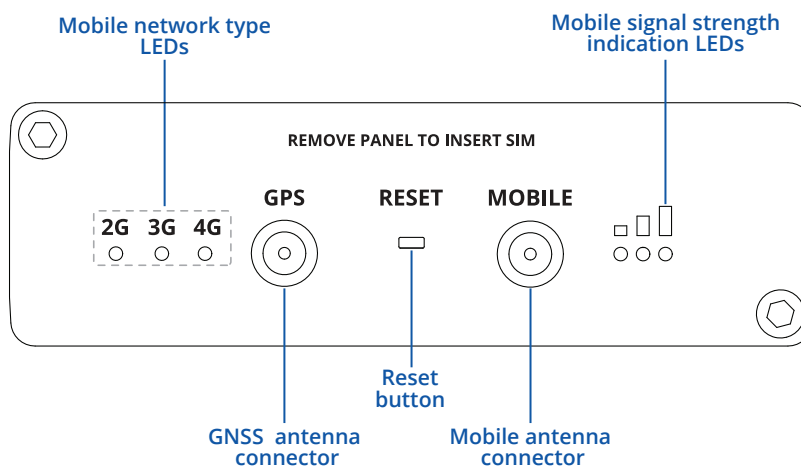 Mobile network type
LEDs
Mobile signal strength
indication LEDs
REMOVE PANEL TO INSERT SIM
GPS
RESET
MOBILE
2G 3G 4G
Reset
button
GNSS antenna
connector
Mobile antenna
connector